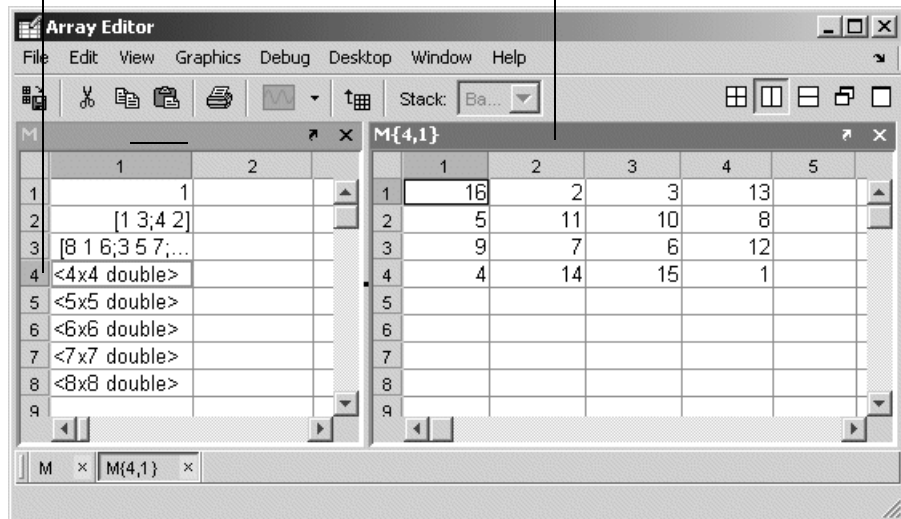 Array Editor
File Edit View Graphics Debug Desktop Window Help
Stack: Ba...
M
1 2
1 1
2 [1 3;4 2]
3 [8 1 6;3 5 7;...
4 <4x4 double>
5 <5x5 double>
6 <6x6 double>
7 <7x7 double>
8 <8x8 double>
9
M{4,1}
1 2 3 4 5
1 16 2 3 13
2 5 11 10 8
3 9 7 6 12
4 4 14 15 1
5
6
7
8
9
M × M{4,1} ×